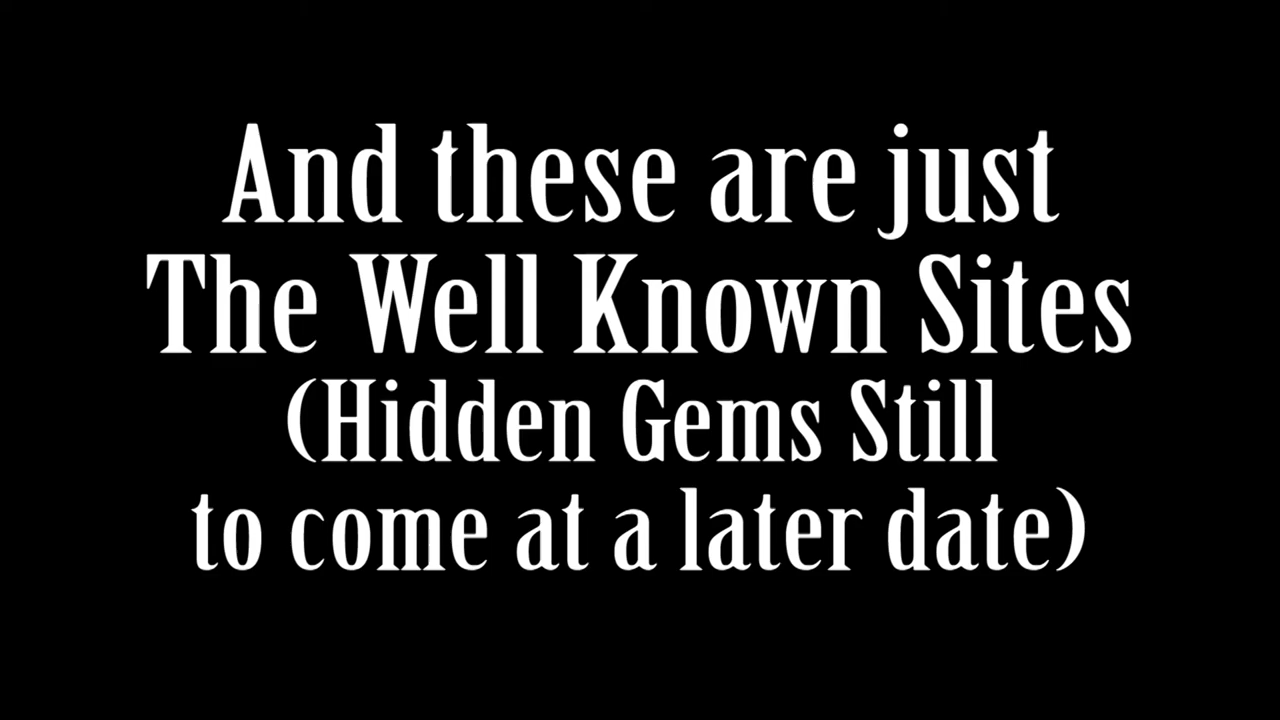 And these are just
The Well Known Sites
(Hidden Gems Still
to come at a later date)